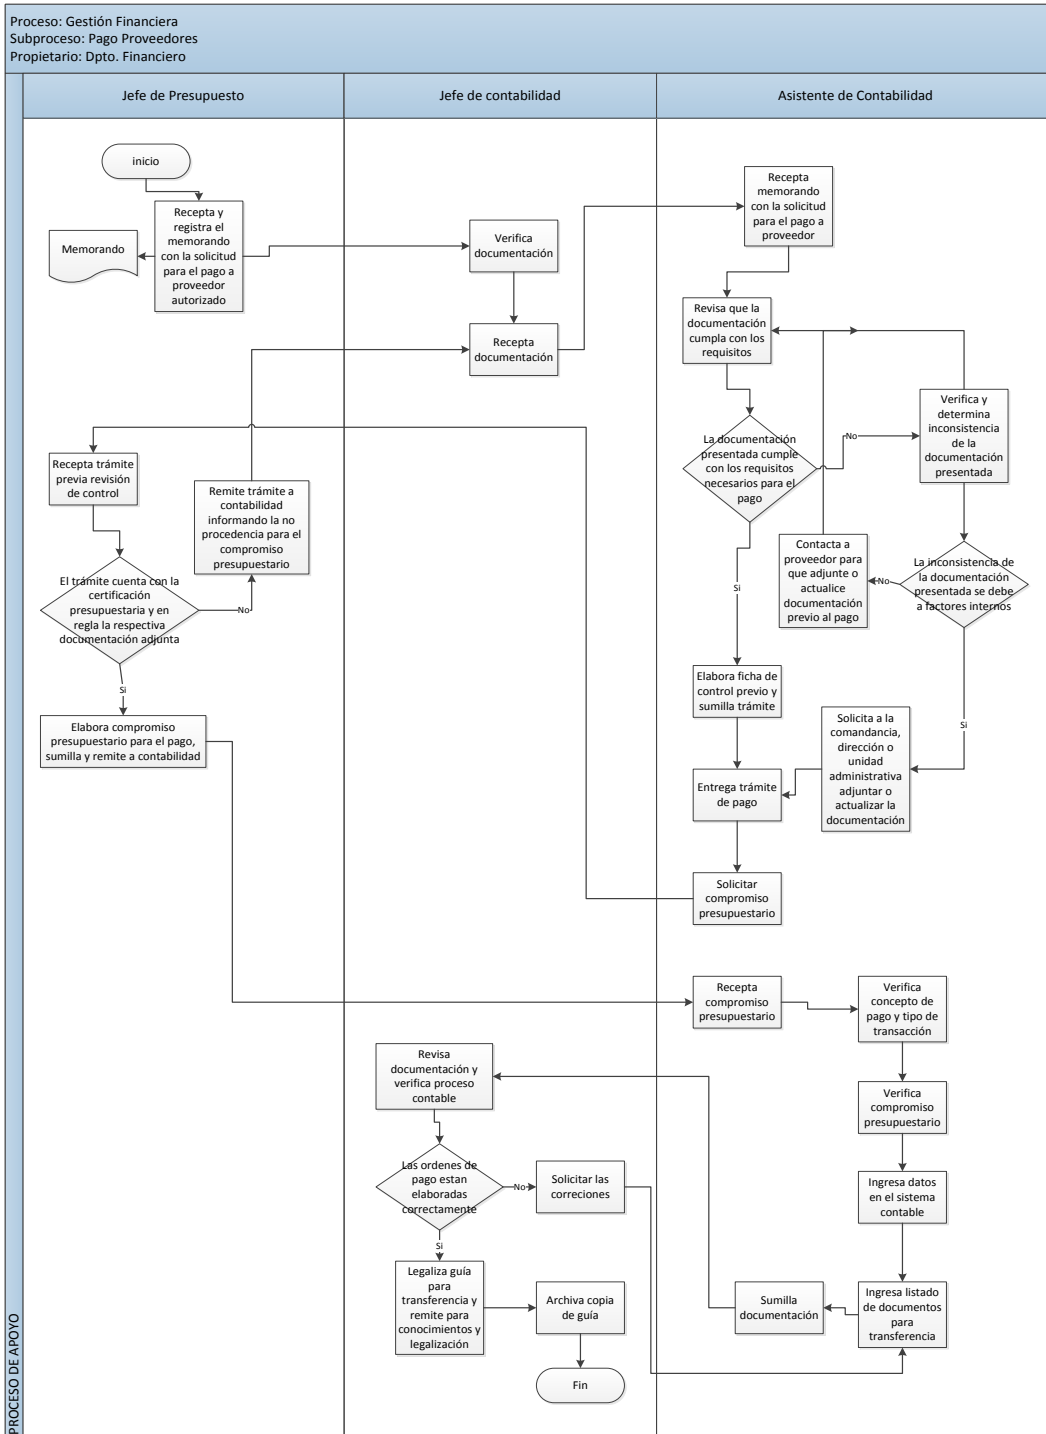 Proceso: Gestión Financiera
Subproceso: Pago Proveedores
Propietario: Dpto. Financiero
Jefe de Presupuesto
Jefe de contabilidad
Asistente de Contabilidad
inicio
Recepta y
registra el
memorando
con la solicitud
para el pago a
proveedor
autorizado
Memorando
Verifica
documentación
Recepta
documentación
Recepta
memorando
con la solicitud
para el pago a
proveedor
Revisa que la
documentación
cumpla con los
requisitos
La documentación
presentada cumple
con los requisitos
necesarios para el
pago
No
Verifica y
determina
inconsistencia
de la
documentación
presentada
La inconsistencia de
la documentación
presentada se debe
a factores internos
No
Contacta a
proveedor para
que adjunte o
actualice
documentación
previo al pago
Si
Solicita a la
comandancia,
dirección o
unidad
administrativa
adjuntar o
actualizar la
documentación
Si
Elabora ficha de
control previo y
sumilla trámite
Entrega trámite
de pago
Solicitar
compromiso
presupuestario
Recepta trámite
previa revisión
de control
El trámite cuenta con la
certificación
presupuestaria y en
regla la respectiva
documentación adjunta
No
Remite trámite a
contabilidad
informando la no
procedencia para el
compromiso
presupuestario
Si
Elabora compromiso
presupuestario para el pago,
sumilla y remite a contabilidad
Recepta
compromiso
presupuestario
Verifica
concepto de
pago y tipo de
transacción
Verifica
compromiso
presupuestario
Ingresa datos
en el sistema
contable
Ingresa listado
de documentos
para
transferencia
Sumilla
documentación
Revisa
documentación y
verifica proceso
contable
Las ordenes de
pago estan
elaboradas
correctamente
No
Solicitar las
correciones
Si
Legaliza guía
para
transferencia y
remite para
conocimientos y
legalización
Archiva copia
de guía
Fin
PROCESO DE APOYO